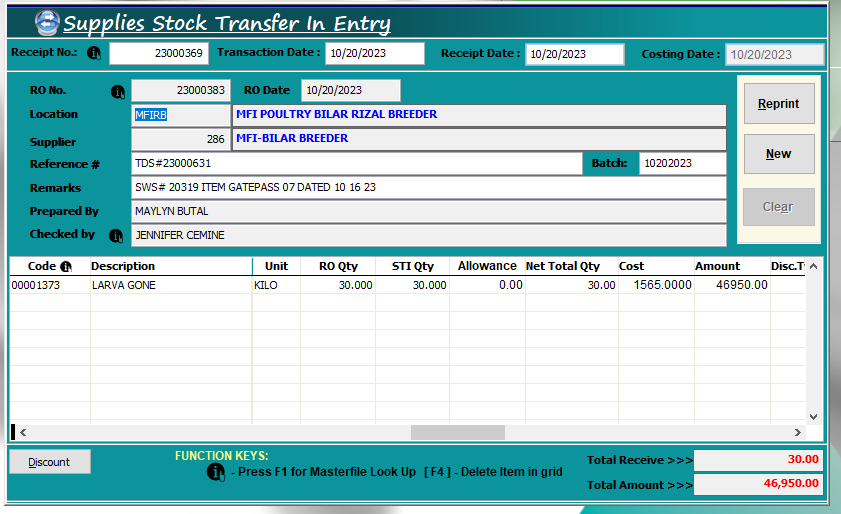 Supplies Stock Transfer In Entry
Receipt No.: 23000369 Transaction Date : 10/20/2023 Receipt Date : 10/20/2023 Costing Date : 10/20/2023
RO No. 23000383 RO Date 10/20/2023
Location MFIRB MFI POULTRY BILAR RIZAL BREEDER
Supplier 286 MFI-BILAR BREEDER
Reference # TDS#23000631 Batch: 10202023
Remarks SWS# 20319 ITEM GATEPASS 07 DATED 10 16 23
Prepared By MAYLYN BUTAL
Checked by JENNIFER CEMINE
Reprint
New
Clear
Code Description Unit RO Qty STI Qty Allowance Net Total Qty Cost Amount Disc.T
00001373 LARVA GONE KILO 30.000 30.000 0.00 30.00 1565.0000 46950.00
Discount
FUNCTION KEYS:
- Press F1 for Masterfile Look Up [ F4 ] - Delete Item in grid
Total Receive >>> 30.00
Total Amount >>> 46,950.00